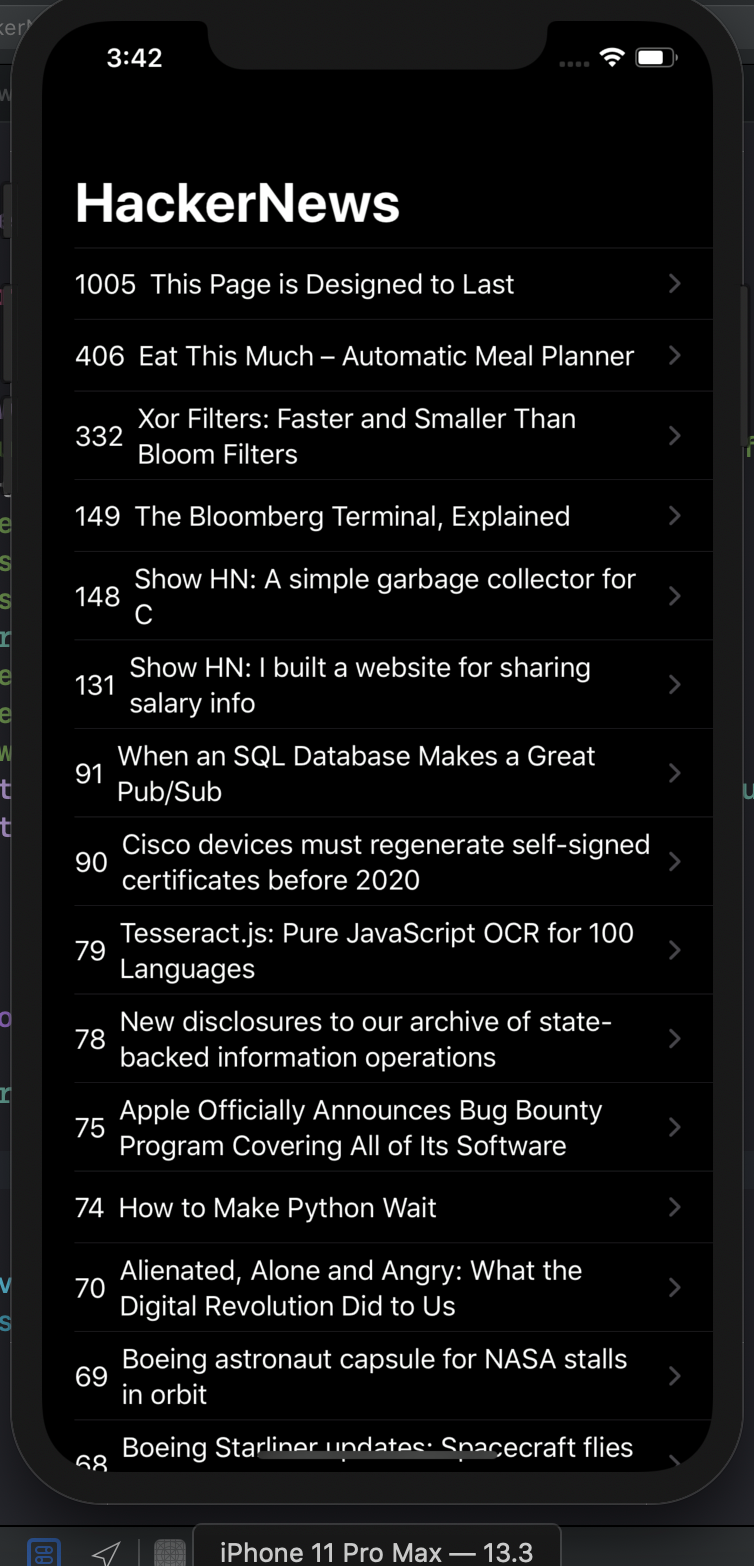 3:42
HackerNews
1005 This Page is Designed to Last
406 Eat This Much – Automatic Meal Planner
332 Xor Filters: Faster and Smaller Than
Bloom Filters
149 The Bloomberg Terminal, Explained
148 Show HN: A simple garbage collector for
C
131 Show HN: I built a website for sharing
salary info
91 When an SQL Database Makes a Great
Pub/Sub
90 Cisco devices must regenerate self-signed
certificates before 2020
79 Tesseract.js: Pure JavaScript OCR for 100
Languages
78 New disclosures to our archive of state-
backed information operations
75 Apple Officially Announces Bug Bounty
Program Covering All of Its Software
74 How to Make Python Wait
70 Alienated, Alone and Angry: What the
Digital Revolution Did to Us
69 Boeing astronaut capsule for NASA stalls
in orbit
68 Boeing Starliner updates: Spacecraft flies
iPhone 11 Pro Max — 13.3